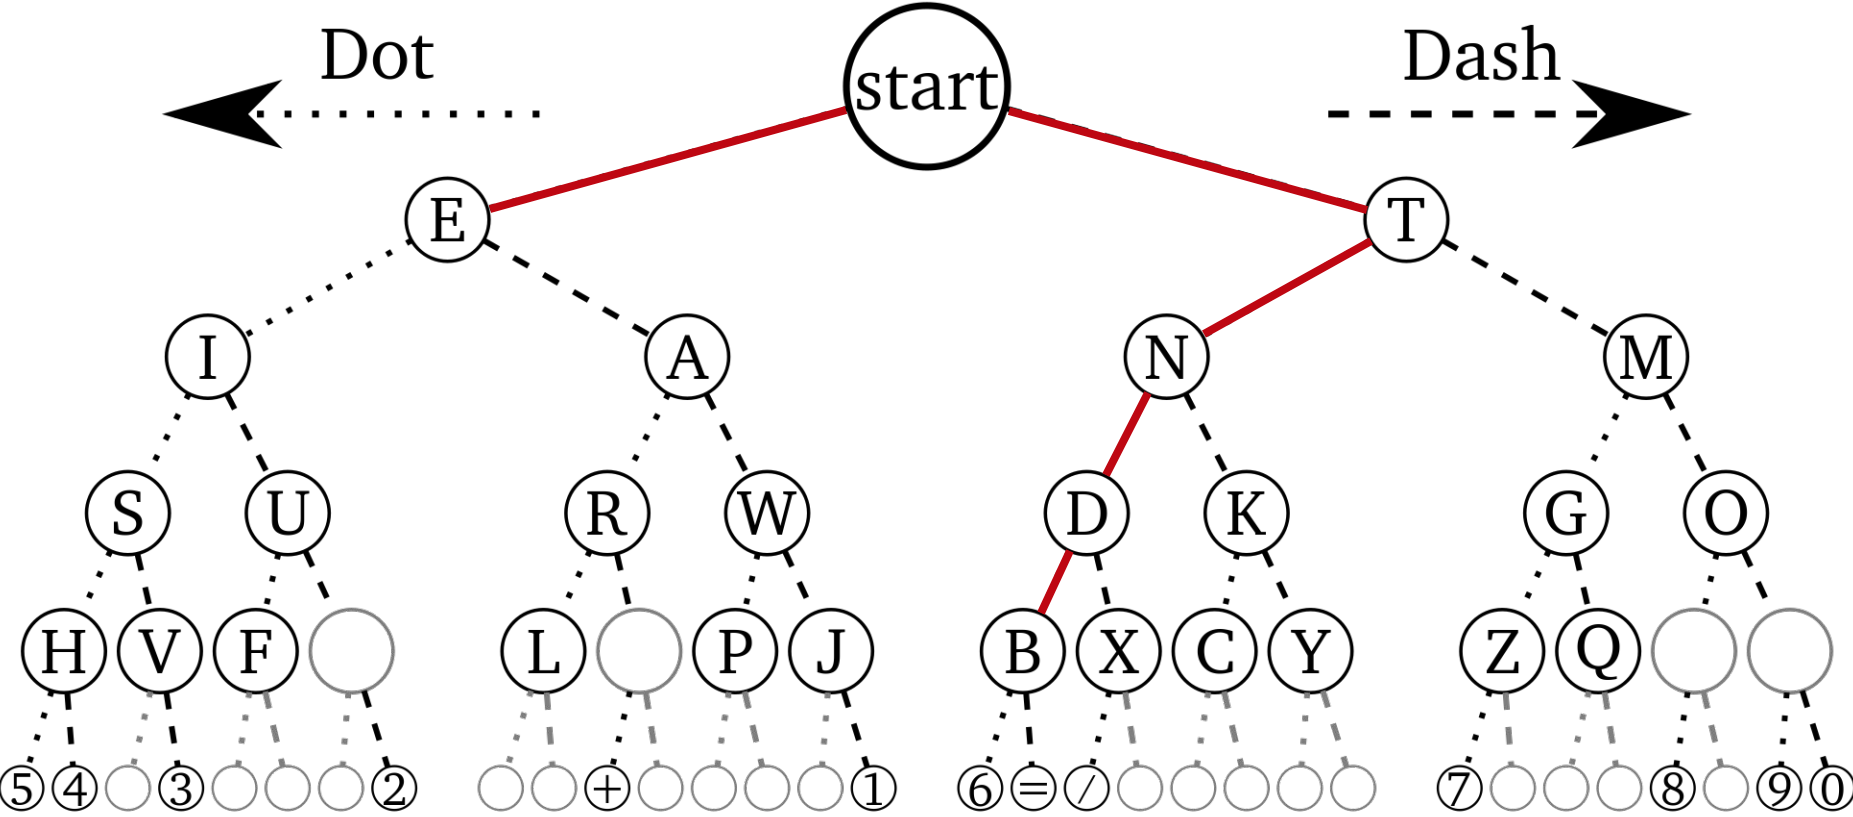 Dot start Dash
E T
I A N M
S U R W D K G O
H V F L P J B X C Y Z Q
5 4 3 2 + 1 6 = / 7 8 9 0